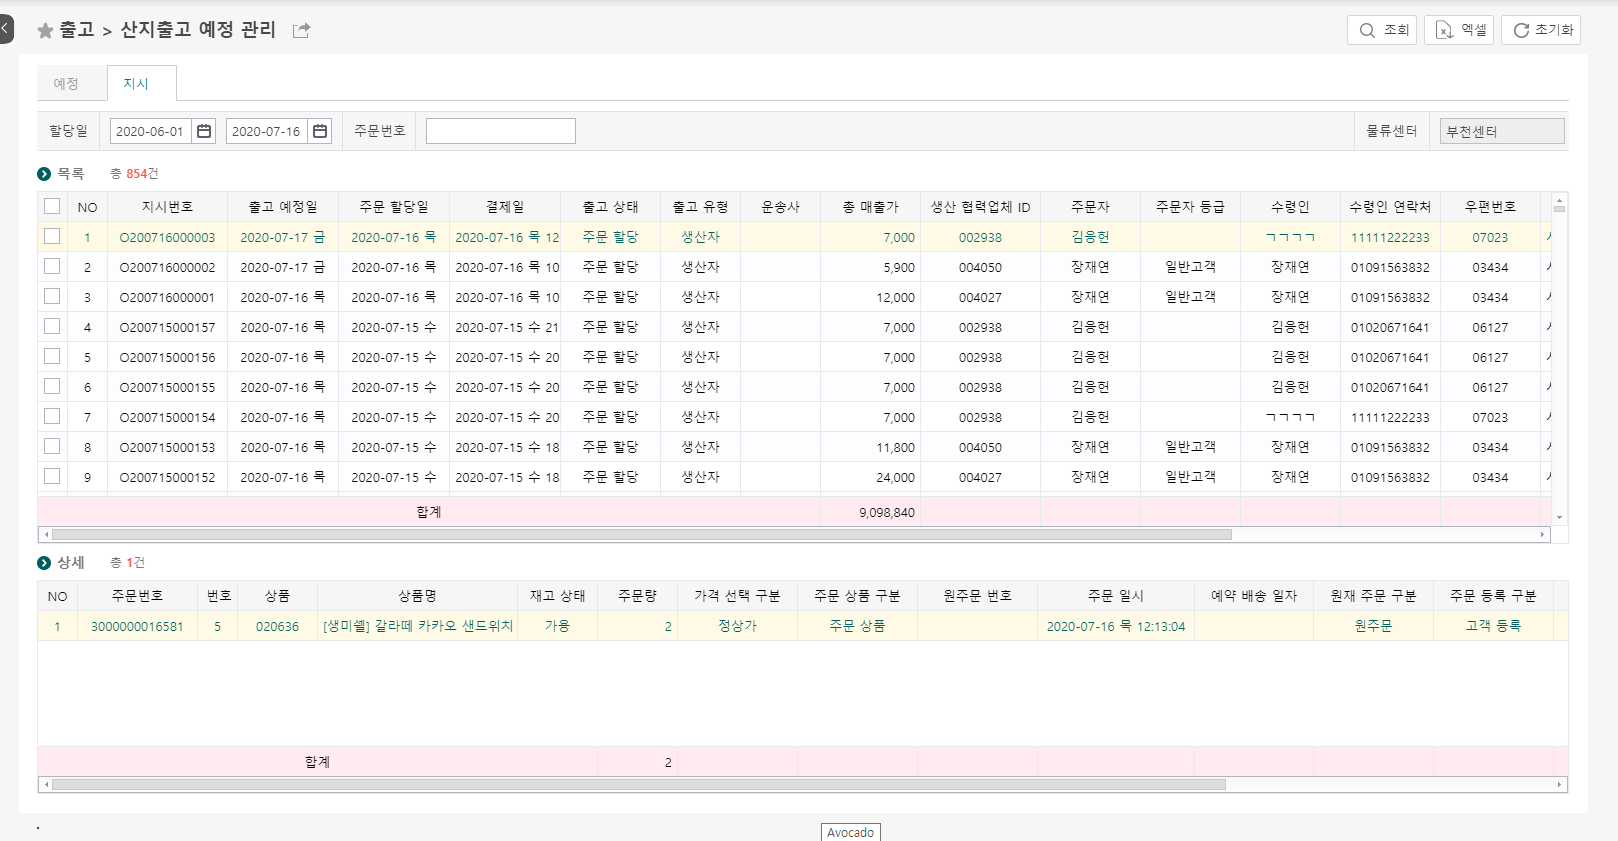 출고 > 산지출고 예정 관리
조회 엑셀 초기화
예정 지시
할당일 2020-06-01 2020-07-16 주문번호 물류센터 부천센터
목록 총 854건
NO 지시번호 출고 예정일 주문 할당일 결제일 출고 상태 출고 유형 운송사 총 매출가 생산 협력업체 ID 주문자 주문자 등급 수령인 수령인 연락처 우편번호
1 O200716000003 2020-07-17 금 2020-07-16 목 2020-07-16 목 12 주문 할당 생산자 7,000 002938 김응헌 ㄱㄱㄱㄱ 11111222233 07023
2 O200716000002 2020-07-17 금 2020-07-16 목 2020-07-16 목 10 주문 할당 생산자 5,900 004050 장재연 일반고객 장재연 01091563832 03434
3 O200716000001 2020-07-16 목 2020-07-16 목 2020-07-16 목 10 주문 할당 생산자 12,000 004027 장재연 일반고객 장재연 01091563832 03434
4 O200715000157 2020-07-16 목 2020-07-15 수 2020-07-15 수 21 주문 할당 생산자 7,000 002938 김응헌 김응헌 01020671641 06127
5 O200715000156 2020-07-16 목 2020-07-15 수 2020-07-15 수 20 주문 할당 생산자 7,000 002938 김응헌 김응헌 01020671641 06127
6 O200715000155 2020-07-16 목 2020-07-15 수 2020-07-15 수 20 주문 할당 생산자 7,000 002938 김응헌 김응헌 01020671641 06127
7 O200715000154 2020-07-16 목 2020-07-15 수 2020-07-15 수 20 주문 할당 생산자 7,000 002938 김응헌 ㄱㄱㄱㄱ 11111222233 07023
8 O200715000153 2020-07-16 목 2020-07-15 수 2020-07-15 수 18 주문 할당 생산자 11,800 004050 장재연 일반고객 장재연 01091563832 03434
9 O200715000152 2020-07-16 목 2020-07-15 수 2020-07-15 수 18 주문 할당 생산자 24,000 004027 장재연 일반고객 장재연 01091563832 03434
합계 9,098,840
상세 총 1건
NO 주문번호 번호 상품 상품명 재고 상태 주문량 가격 선택 구분 주문 상품 구분 원주문 번호 주문 일시 예약 배송 일자 원재 주문 구분 주문 등록 구분
1 3000000016581 5 020636 [생미쉘] 갈라떼 카카오 샌드위치 가용 2 정상가 주문 상품 2020-07-16 목 12:13:04 원주문 고객 등록
합계 2
Avocado